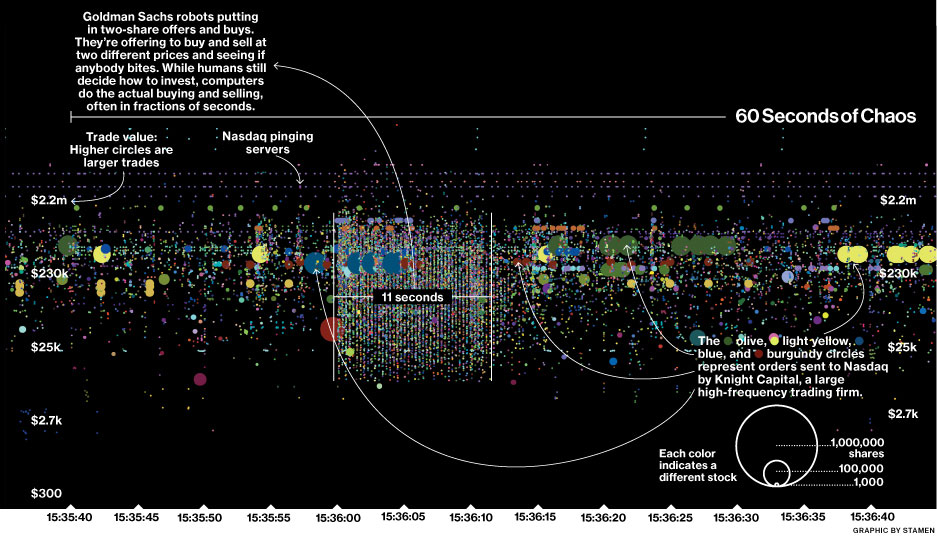 Goldman Sachs robots putting
in two-share offers and buys.
They're offering to buy and sell at
two different prices and seeing if
anybody bites. While humans still
decide how to invest, computers
do the actual buying and selling,
often in fractions of seconds.
60 Seconds of Chaos
Trade value:
Higher circles are
larger trades
Nasdaq pinging
servers
$2.2m
$2.2m
$230k
$230k
11 seconds
$25k
$25k
The olive, light yellow,
blue, and burgundy circles
represent orders sent to Nasdaq
by Knight Capital, a large
high-frequency trading firm.
$2.7k
$2.7k
Each color
indicates a
different stock
1,000,000
shares
100,000
1,000
$300
15:35:40 15:35:45 15:35:50 15:35:55 15:36:00 15:36:05 15:36:10 15:36:15 15:36:20 15:36:25 15:36:30 15:36:35 15:36:40
GRAPHIC BY STAMEN